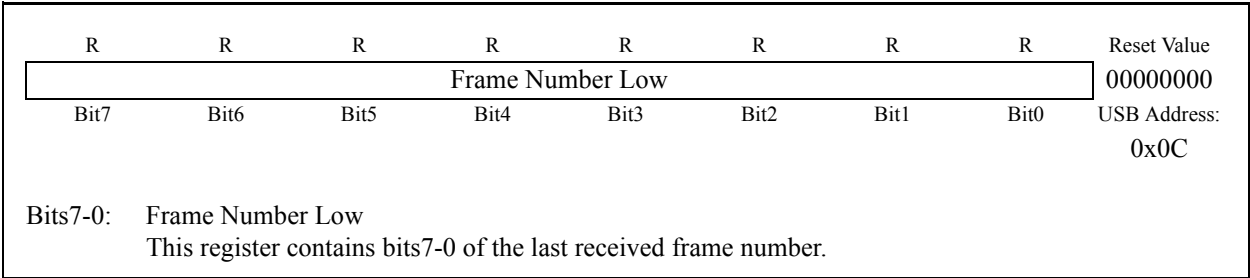 R R R R R R R R Reset Value
Frame Number Low 00000000
Bit7 Bit6 Bit5 Bit4 Bit3 Bit2 Bit1 Bit0 USB Address:
0x0C
Bits7-0: Frame Number Low
This register contains bits7-0 of the last received frame number.